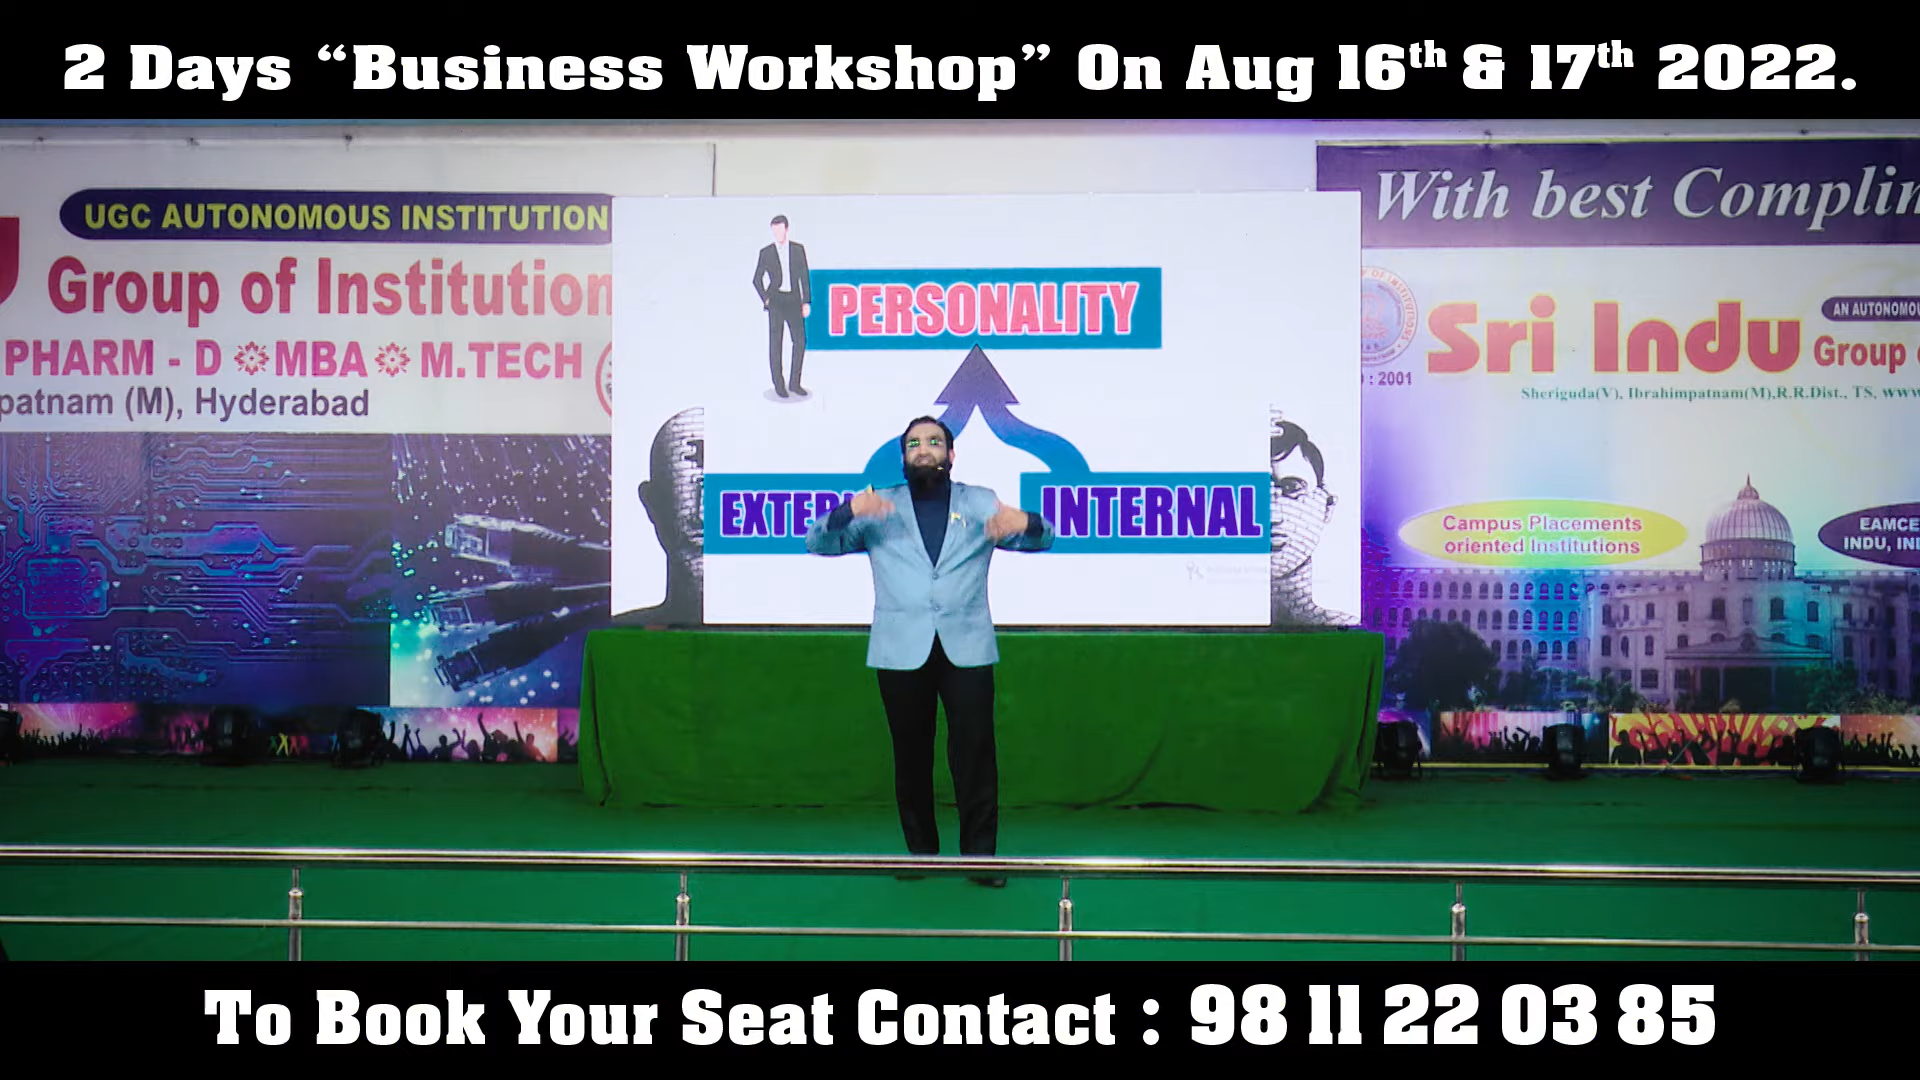 2 Days “Business Workshop” On Aug 16th & 17th 2022.
UGC AUTONOMOUS INSTITUTION
Group of Institution
PHARM - D MBA M.TECH
patnam (M), Hyderabad
PERSONALITY
EXTER
INTERNAL
With best Complim
AN AUTONOMOU
Sri Indu Group
: 2001
Sheriguda(V), Ibrahimpatnam(M),R.R.Dist., TS, www
Campus Placements
oriented Institutions
EAMCE
INDU, IN
To Book Your Seat Contact : 98 11 22 03 85